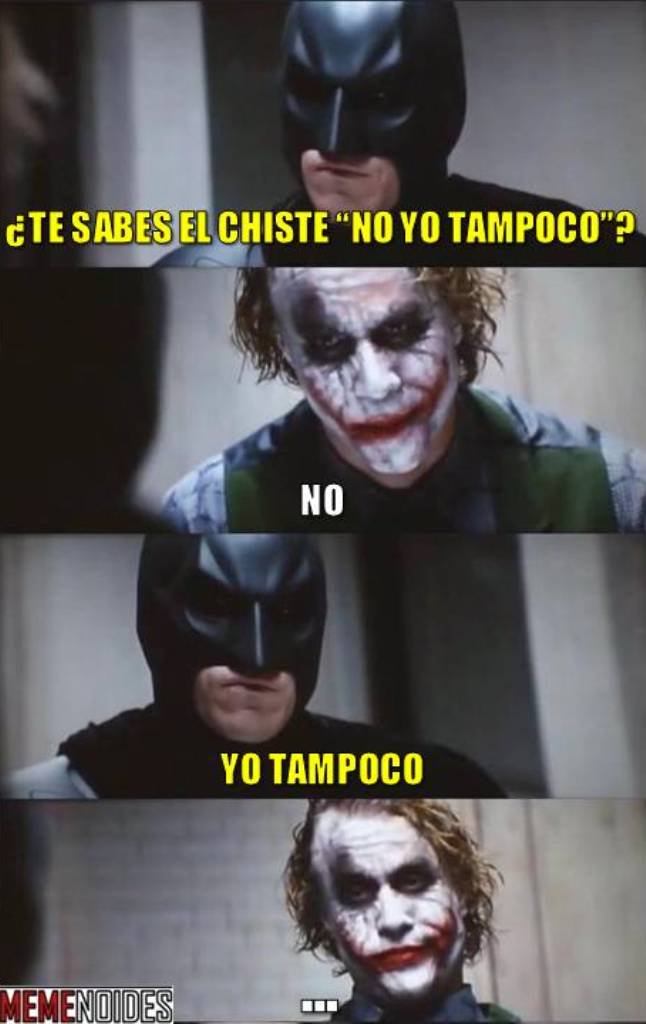 ¿TE SABES EL CHISTE “NO YO TAMPOCO”?
NO
YO TAMPOCO
...
MEMENOIDES